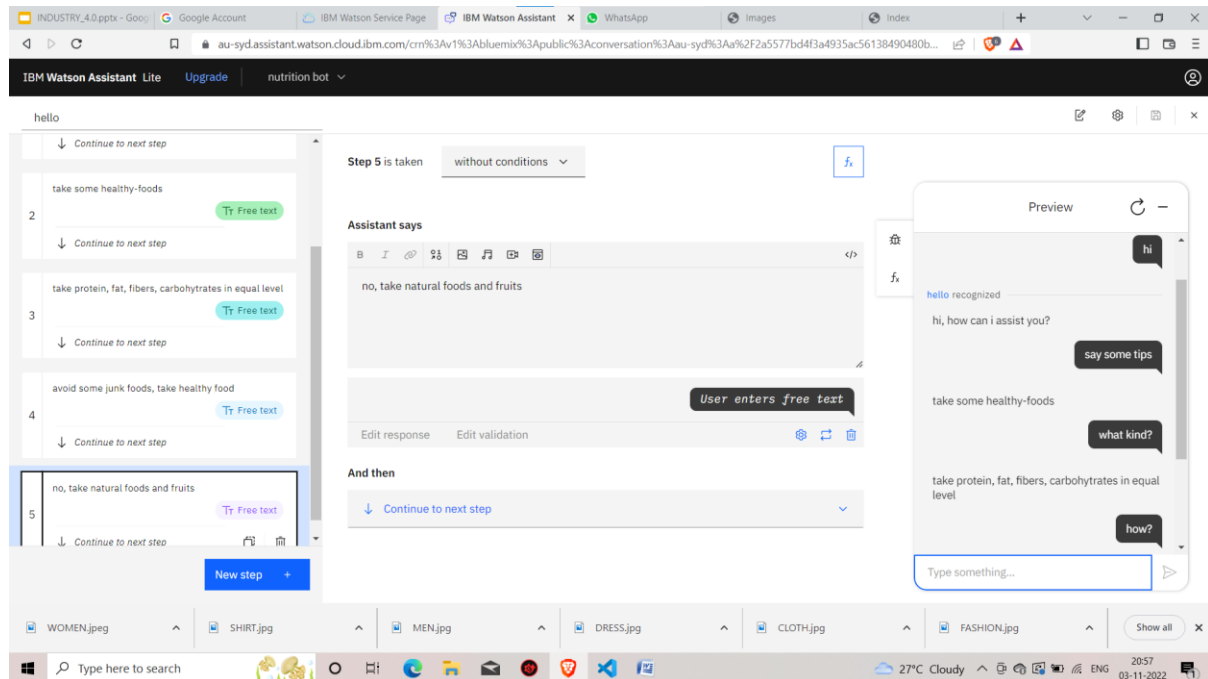 INDUSTRY_4.0.pptx - Goog
Google Account
IBM Watson Service Page
IBM Watson Assistant
WhatsApp
Images
Index
au-syd.assistant.watson.cloud.ibm.com/crn%3Av1%3Abluemix%3Apublic%3Aconversation%3Aau-syd%3Aa%2F2a5577bd4f3a4935ac56138490480b...
IBM Watson Assistant Lite
Upgrade
nutrition bot
hello
Continue to next step
2
take some healthy-foods
Free text
Continue to next step
3
take protein, fat, fibers, carbohytrates in equal level
Free text
Continue to next step
4
avoid some junk foods, take healthy food
Free text
Continue to next step
5
no, take natural foods and fruits
Free text
Continue to next step
New step +
Step 5 is taken
without conditions
fx
Assistant says
B I
</>
no, take natural foods and fruits
User enters free text
Edit response
Edit validation
And then
Continue to next step
fx
Preview
hi
hello recognized
hi, how can i assist you?
say some tips
take some healthy-foods
what kind?
take protein, fat, fibers, carbohytrates in equal
level
how?
Type something...
WOMEN.jpeg
SHIRT.jpg
MEN.jpg
DRESS.jpg
CLOTH.jpg
FASHION.jpg
Show all
Type here to search
27°C Cloudy
ENG
20:57
03-11-2022